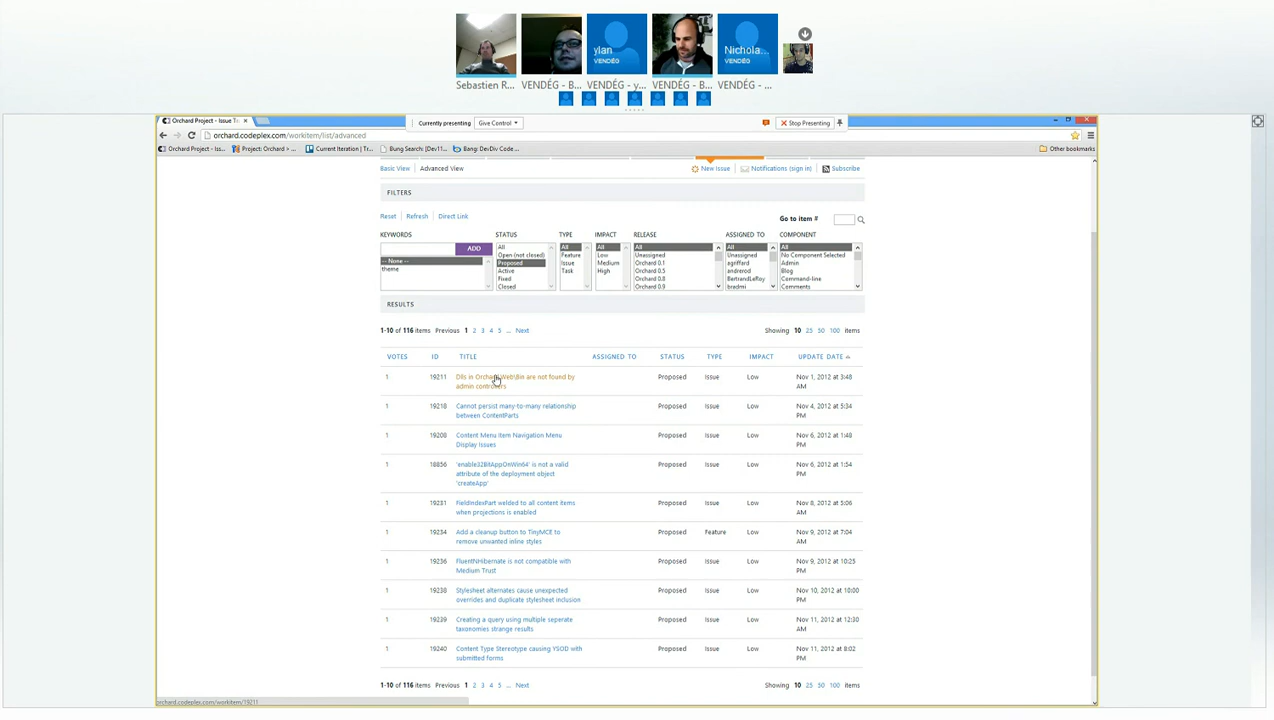 ylan
VENDÉG
Nichola...
VENDÉG
Sebastien R...
VENDÉG - B...
VENDÉG - y...
VENDÉG - B...
VENDÉG - ...
Orchard Project - Issue T
Currently presenting
Give Control
Stop Presenting
orchard.codeplex.com/workitem/list/advanced
Orchard Project - Iss...
Project: Orchard > ...
Current Iteration | Tr...
Bung Search: [Dev11...
Bang: DevDiv Code ...
Other bookmarks
Basic View
Advanced View
New Issue
Notifications (sign in)
Subscribe
FILTERS
Reset
Refresh
Direct Link
Go to item #
KEYWORDS
STATUS
TYPE
IMPACT
RELEASE
ASSIGNED TO
COMPONENT
ADD
-- None --
theme
All
Open (not closed)
Proposed
Active
Fixed
Closed
All
Feature
Issue
Task
All
Low
Medium
High
All
Unassigned
Orchard 0.1
Orchard 0.5
Orchard 0.8
Orchard 0.9
All
Unassigned
agriffard
andrerod
BertrandLeRoy
bradmi
All
No Component Selected
Admin
Blog
Command-line
Comments
RESULTS
1-10 of 116 items Previous 1 2 3 4 5 ... Next
Showing 10 25 50 100 items
VOTES ID TITLE ASSIGNED TO STATUS TYPE IMPACT UPDATE DATE
1 19211 Dlls in Orchard.Web\Bin are not found by Proposed Issue Low Nov 1, 2012 at 3:48
admin controllers AM
1 19218 Cannot persist many-to-many relationship Proposed Issue Low Nov 4, 2012 at 5:34
between ContentParts PM
1 19208 Content Menu Item Navigation Menu Proposed Issue Low Nov 6, 2012 at 1:48
Display Issues PM
1 18856 'enable32BitAppOnWin64' is not a valid Proposed Issue Low Nov 6, 2012 at 1:54
attribute of the deployment object PM
'createApp'
1 19231 FieldIndexPart welded to all content items Proposed Issue Low Nov 8, 2012 at 5:06
when projections is enabled AM
1 19234 Add a cleanup button to TinyMCE to Proposed Feature Low Nov 9, 2012 at 7:04
remove unwanted inline styles AM
1 19236 FluentNHibernate is not compatible with Proposed Issue Low Nov 9, 2012 at 10:25
Medium Trust PM
1 19238 Stylesheet alternates cause unexpected Proposed Issue Low Nov 10, 2012 at 10:00
overrides and duplicate stylesheet inclusion PM
1 19239 Creating a query using multiple seperate Proposed Issue Low Nov 11, 2012 at 12:30
taxonomies strange results AM
1 19240 Content Type Stereotype causing YSOD with Proposed Issue Low Nov 11, 2012 at 8:02
submitted forms PM
1-10 of 116 items Previous 1 2 3 4 5 ... Next
Showing 10 25 50 100 items
orchard.codeplex.com/workitem/19211